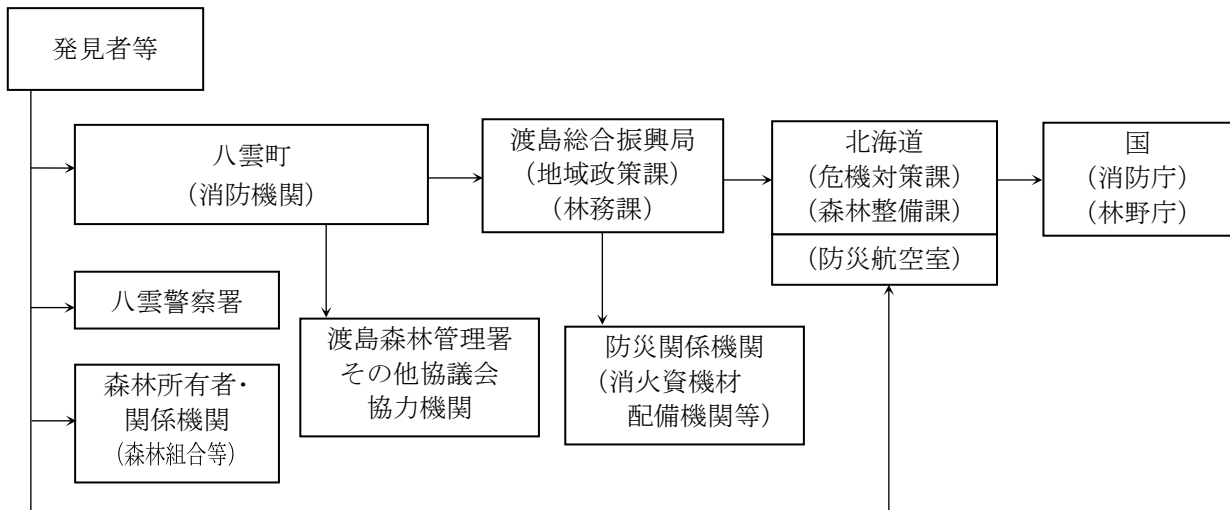 発見者等
八雲町
（消防機関）
渡島総合振興局
（地域政策課）
（林務課）
北海道
（危機対策課）
（森林整備課）
（防災航空室）
国
（消防庁）
（林野庁）
八雲警察署
渡島森林管理署
その他協議会
協力機関
防災関係機関
（消火資機材
配備機関等）
森林所有者・
関係機関
（森林組合等）